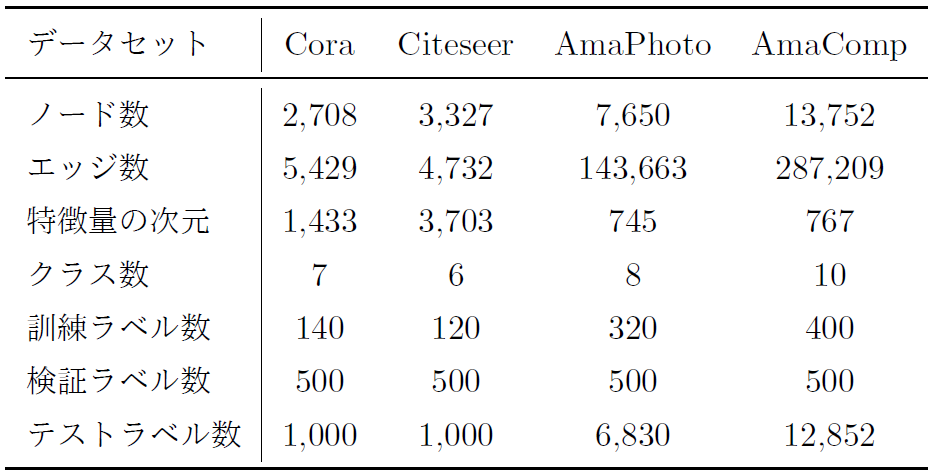 データセット Cora Citeseer AmaPhoto AmaComp
ノード数 2,708 3,327 7,650 13,752
エッジ数 5,429 4,732 143,663 287,209
特徴量の次元 1,433 3,703 745 767
クラス数 7 6 8 10
訓練ラベル数 140 120 320 400
検証ラベル数 500 500 500 500
テストラベル数 1,000 1,000 6,830 12,852